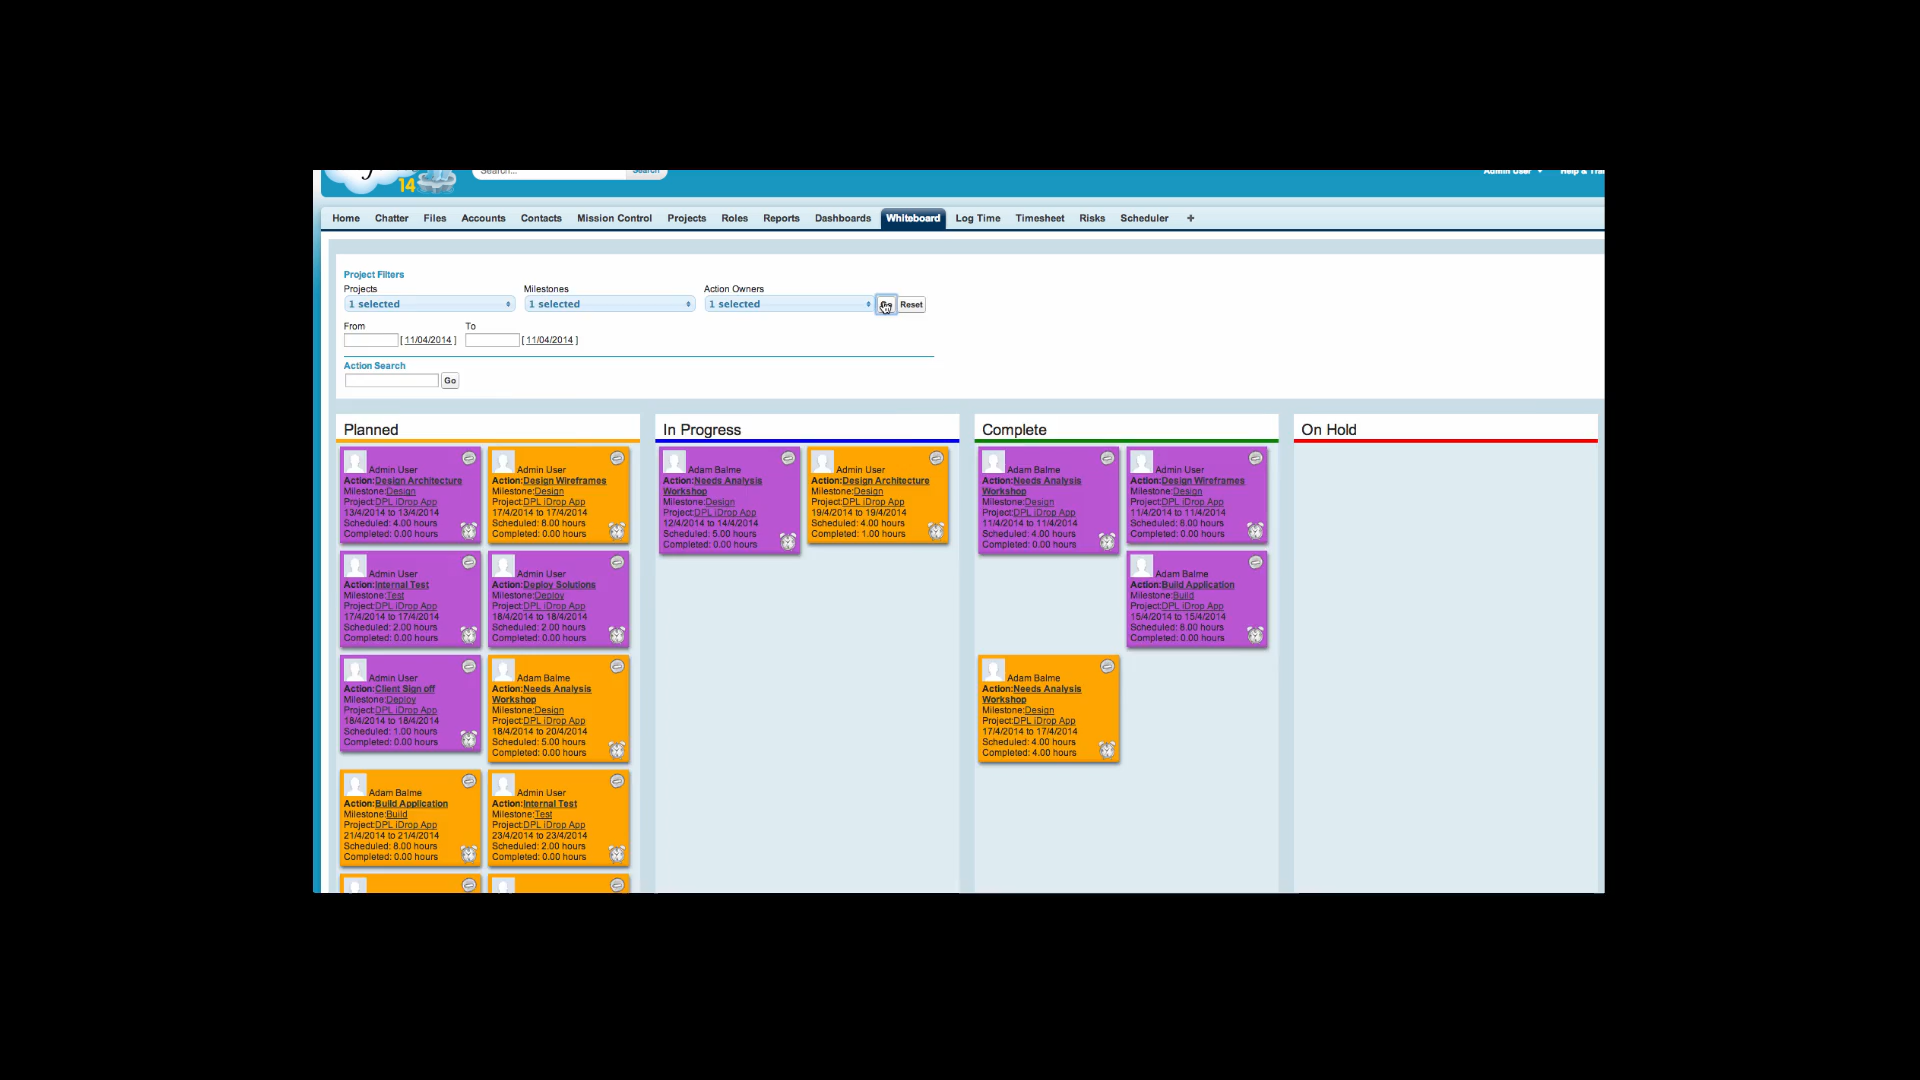 14
Search...
Search
Admin User
Help & Trai
Home Chatter Files Accounts Contacts Mission Control Projects Roles Reports Dashboards Whiteboard Log Time Timesheet Risks Scheduler +
Project Filters
Projects Milestones Action Owners
1 selected 1 selected 1 selected Go Reset
From To
[ 11/04/2014 ] [ 11/04/2014 ]
Action Search
Go
Planned
Admin User
Action:Design Architecture
Milestone:Design
Project:DPL iDrop App
13/4/2014 to 13/4/2014
Scheduled: 4.00 hours
Completed: 0.00 hours
Admin User
Action:Design Wireframes
Milestone:Design
Project:DPL iDrop App
17/4/2014 to 17/4/2014
Scheduled: 8.00 hours
Completed: 0.00 hours
Admin User
Action:Internal Test
Milestone:Test
Project:DPL iDrop App
17/4/2014 to 17/4/2014
Scheduled: 2.00 hours
Completed: 0.00 hours
Admin User
Action:Deploy Solutions
Milestone:Deploy
Project:DPL iDrop App
18/4/2014 to 18/4/2014
Scheduled: 2.00 hours
Completed: 0.00 hours
Admin User
Action:Client Sign off
Milestone:Deploy
Project:DPL iDrop App
18/4/2014 to 18/4/2014
Scheduled: 1.00 hours
Completed: 0.00 hours
Adam Balme
Action:Needs Analysis
Workshop
Milestone:Design
Project:DPL iDrop App
18/4/2014 to 20/4/2014
Scheduled: 5.00 hours
Completed: 0.00 hours
Adam Balme
Action:Build Application
Milestone:Build
Project:DPL iDrop App
21/4/2014 to 21/4/2014
Scheduled: 8.00 hours
Completed: 0.00 hours
Admin User
Action:Internal Test
Milestone:Test
Project:DPL iDrop App
23/4/2014 to 23/4/2014
Scheduled: 2.00 hours
Completed: 0.00 hours
In Progress
Adam Balme
Action:Needs Analysis
Workshop
Milestone:Design
Project:DPL iDrop App
12/4/2014 to 14/4/2014
Scheduled: 5.00 hours
Completed: 0.00 hours
Admin User
Action:Design Architecture
Milestone:Design
Project:DPL iDrop App
19/4/2014 to 19/4/2014
Scheduled: 4.00 hours
Completed: 1.00 hours
Complete
Adam Balme
Action:Needs Analysis
Workshop
Milestone:Design
Project:DPL iDrop App
11/4/2014 to 11/4/2014
Scheduled: 4.00 hours
Completed: 0.00 hours
Admin User
Action:Design Wireframes
Milestone:Design
Project:DPL iDrop App
11/4/2014 to 11/4/2014
Scheduled: 8.00 hours
Completed: 0.00 hours
Adam Balme
Action:Build Application
Milestone:Build
Project:DPL iDrop App
15/4/2014 to 15/4/2014
Scheduled: 8.00 hours
Completed: 0.00 hours
Adam Balme
Action:Needs Analysis
Workshop
Milestone:Design
Project:DPL iDrop App
17/4/2014 to 17/4/2014
Scheduled: 4.00 hours
Completed: 4.00 hours
On Hold